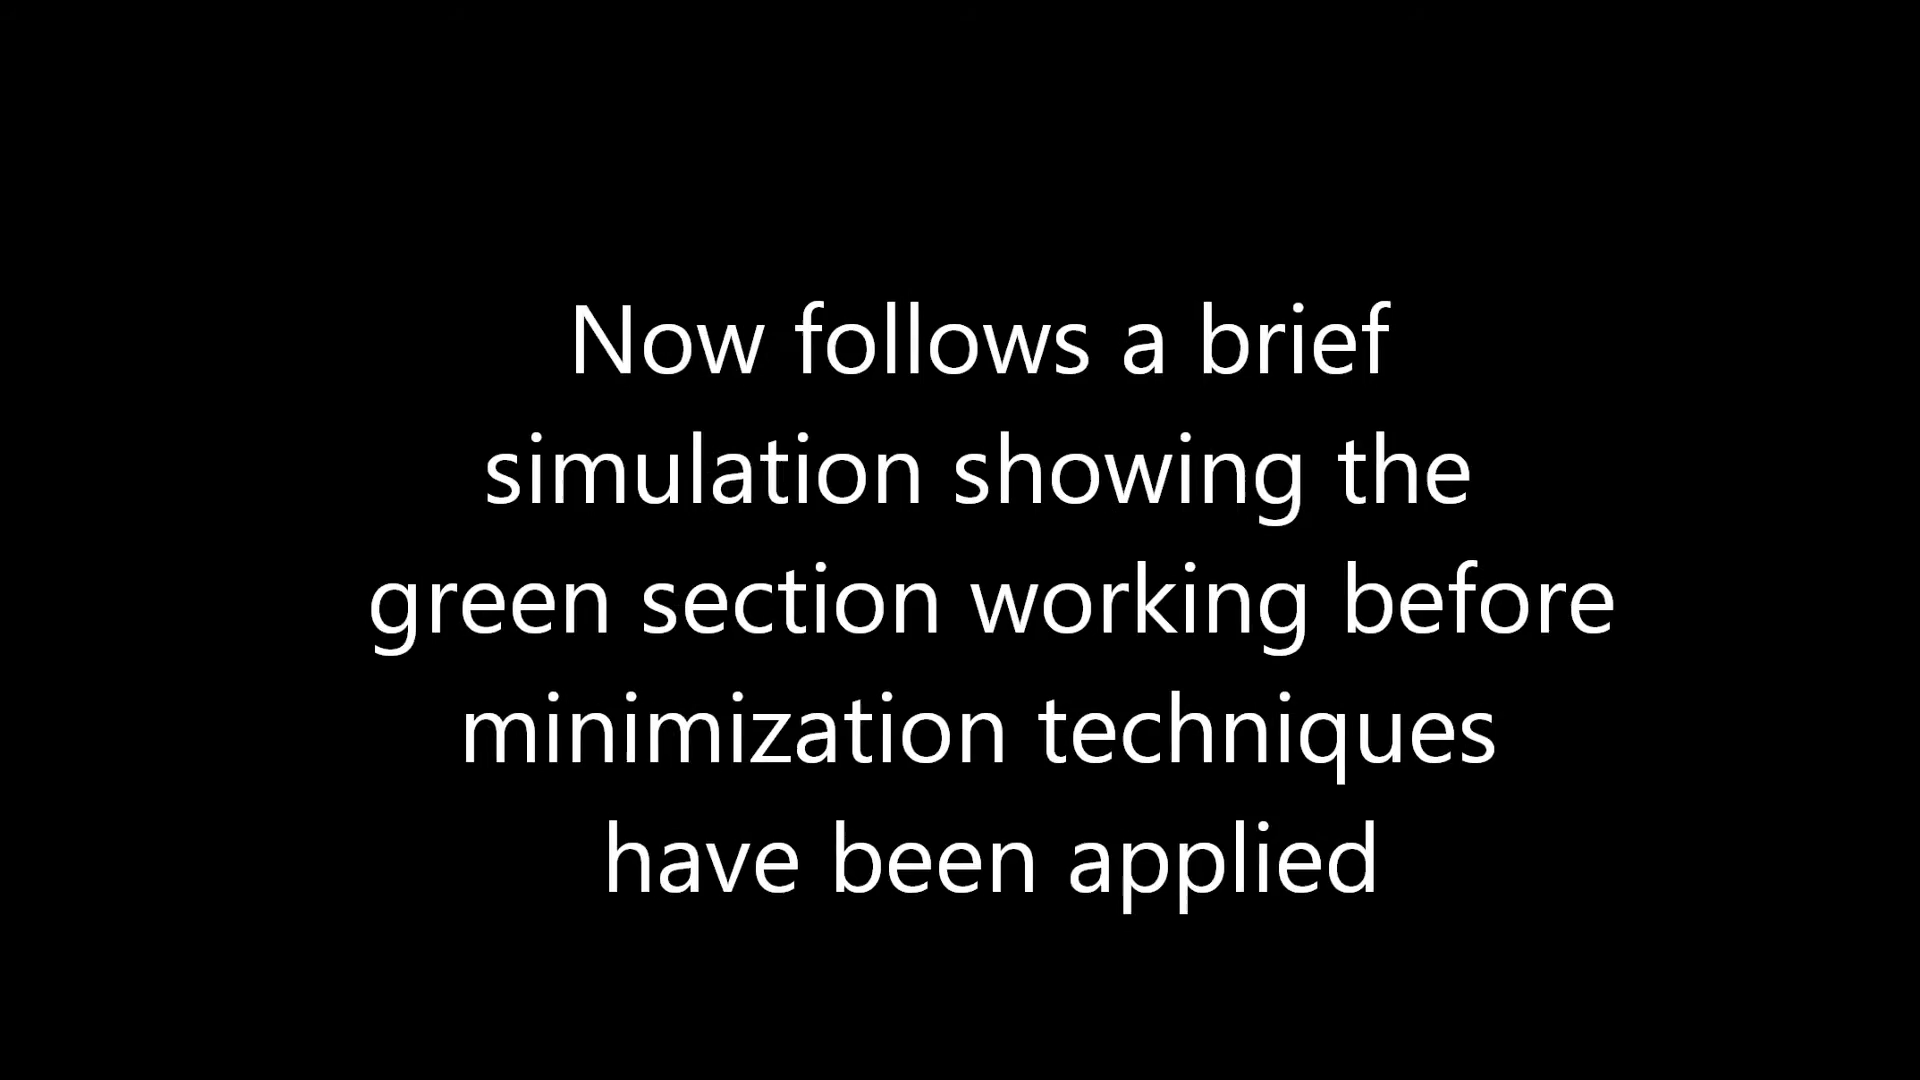 Now follows a brief
simulation showing the
green section working before
minimization techniques
have been applied